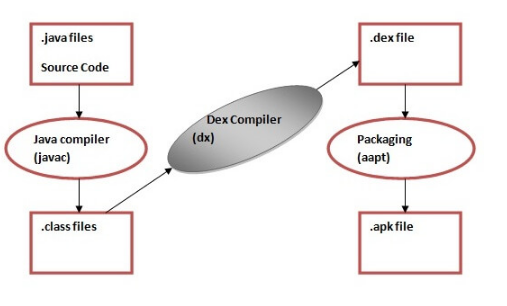 .java files
Source Code
Java compiler
(javac)
.class files
Dex Compiler
(dx)
.dex file
Packaging
(aapt)
.apk file